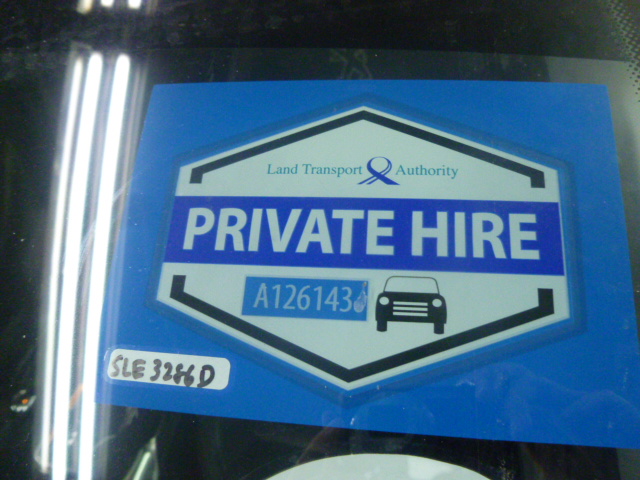 Land Transport Authority
PRIVATE HIRE
A126143
SLE 3286D